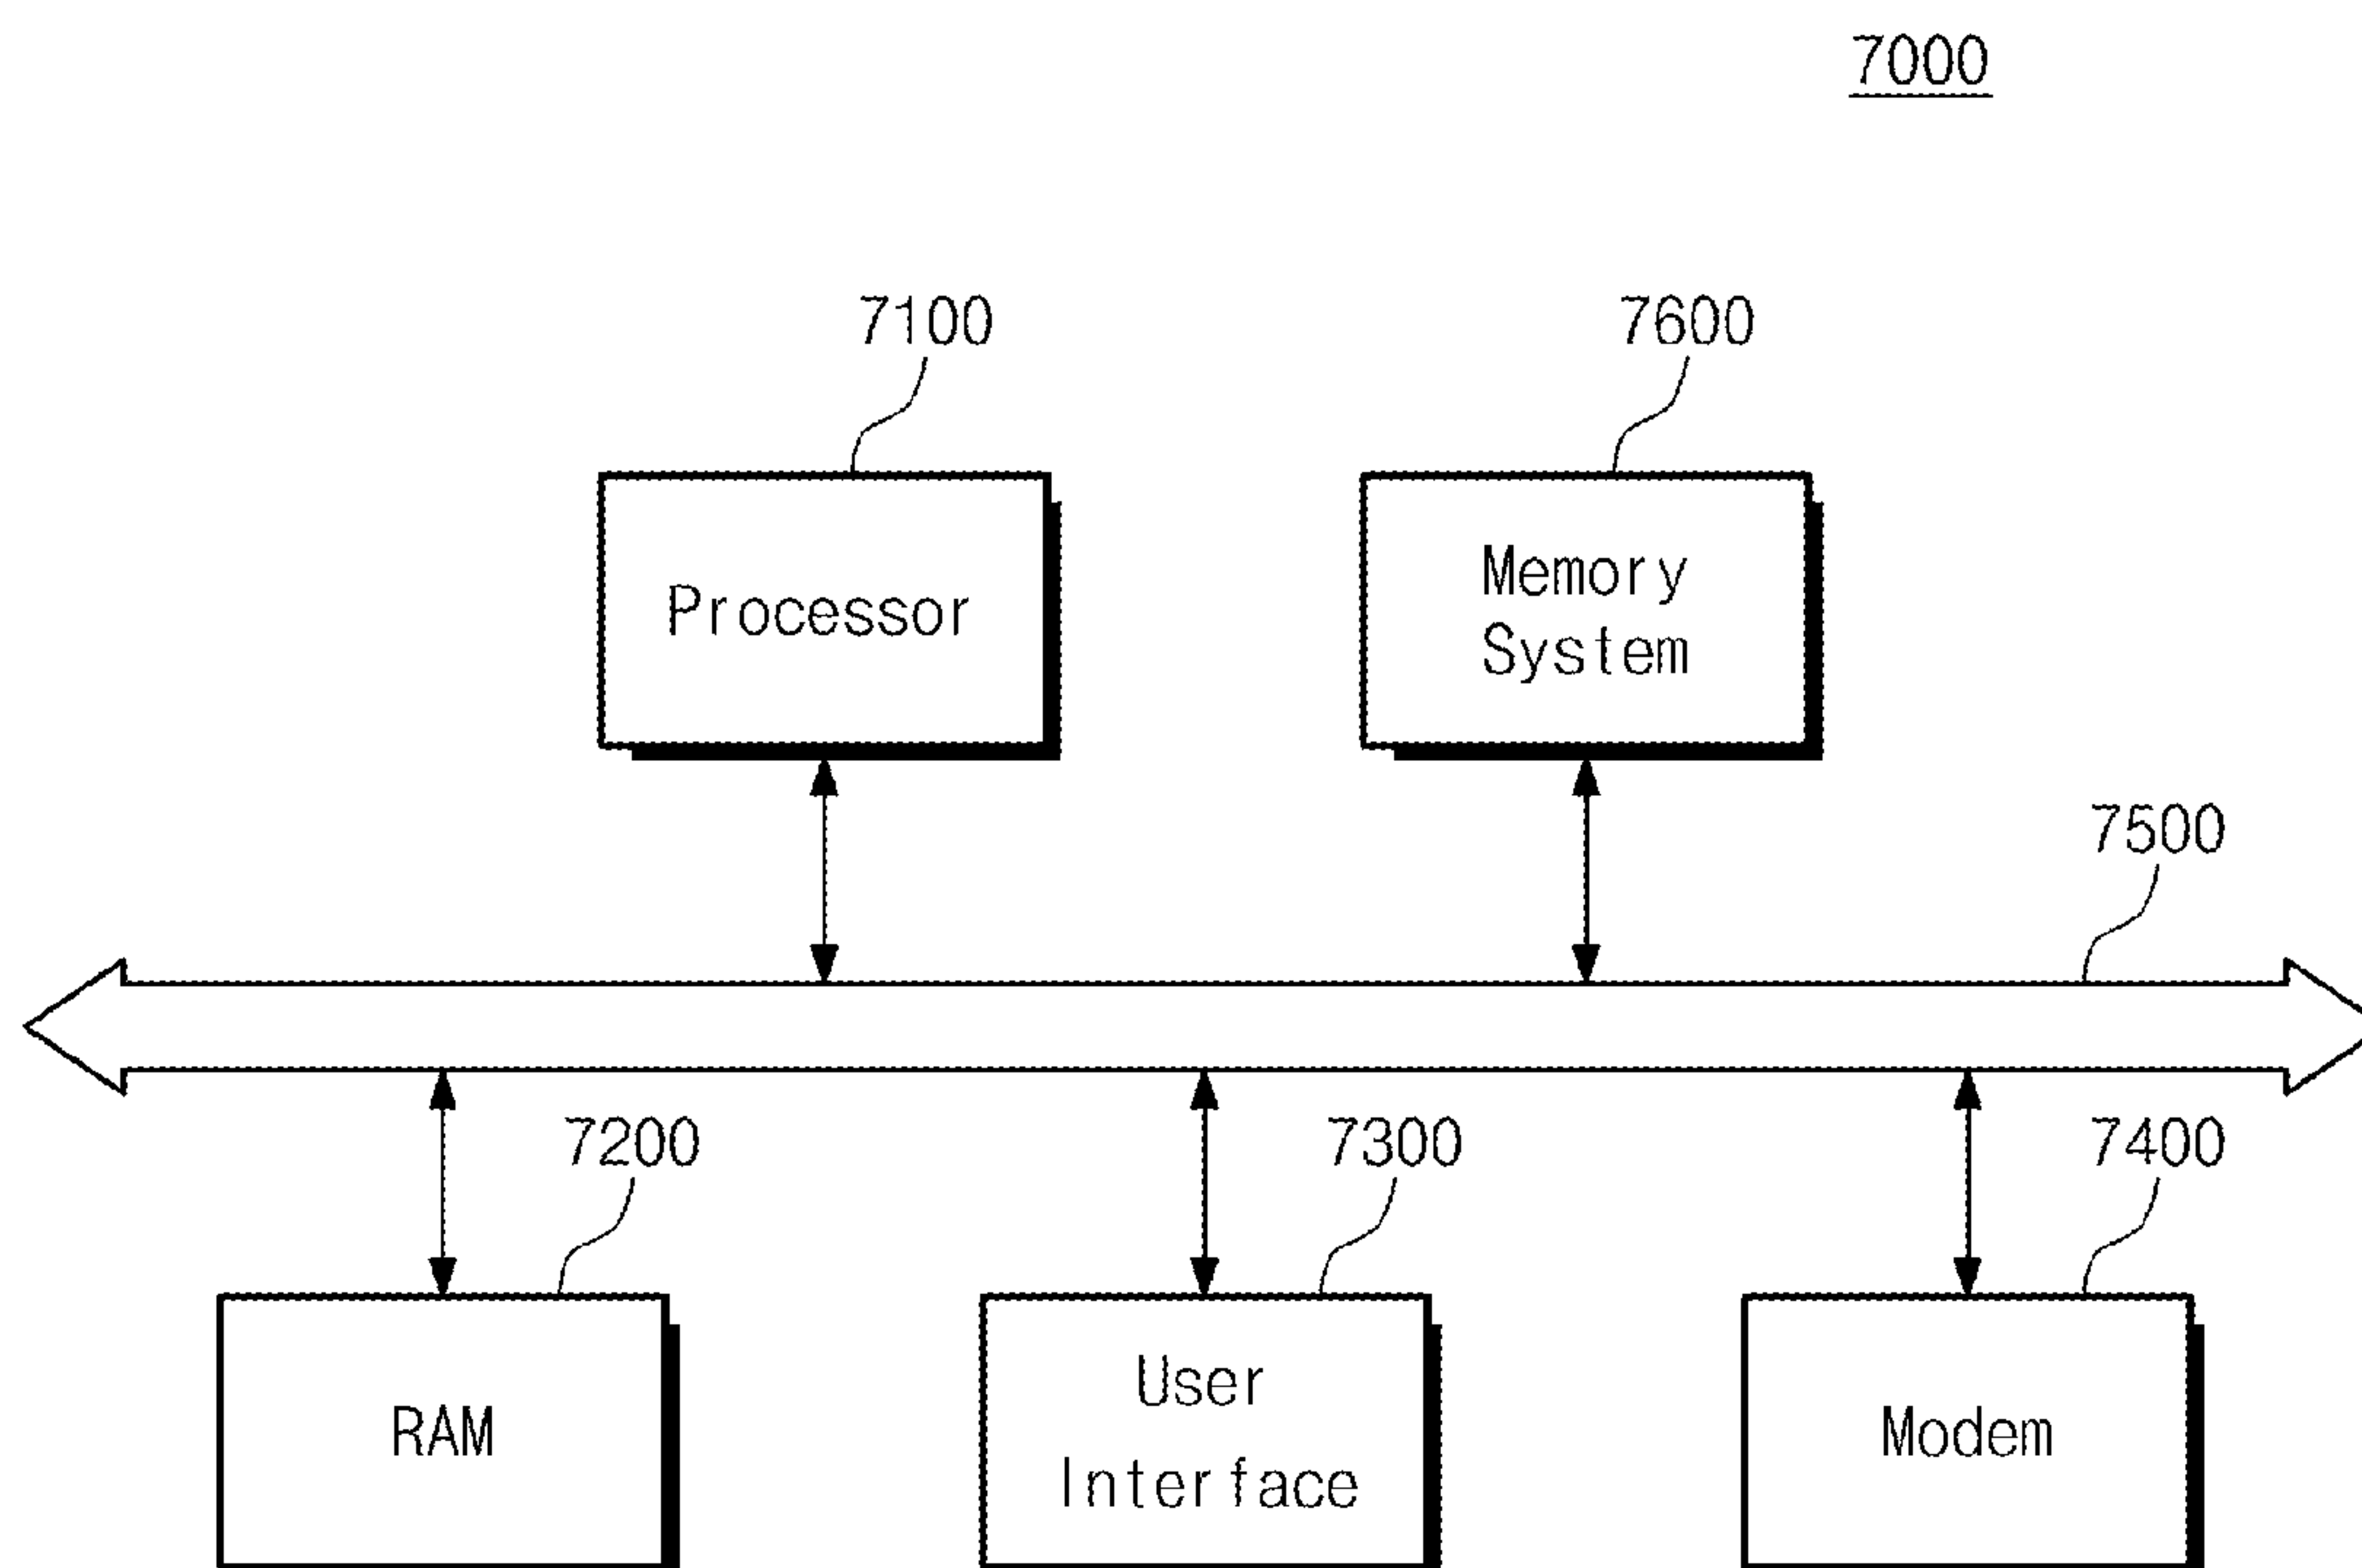 7000
7100
7600
Processor
Memory
System
7500
7200
7300
7400
RAM
User
Interface
Modem